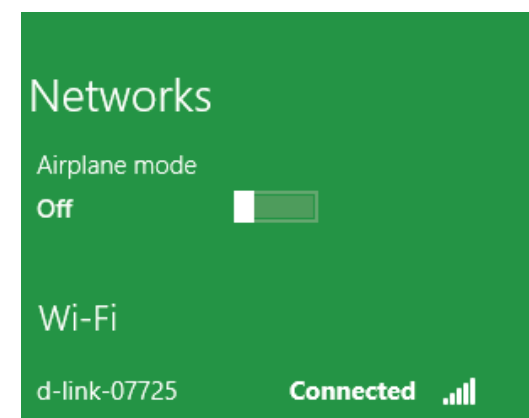 Networks
Airplane mode
Off
Wi-Fi
d-link-07725 Connected